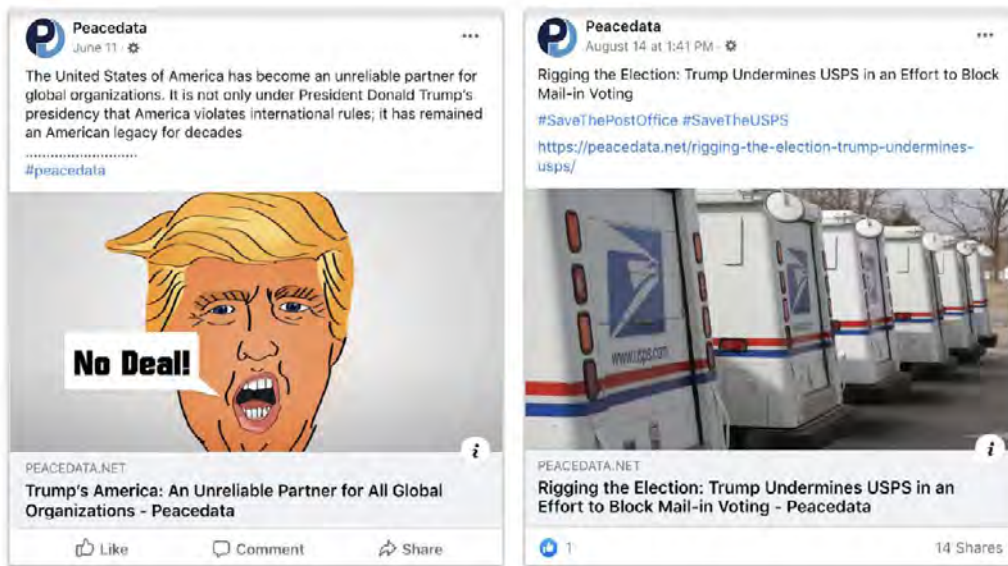 Peacedata
June 11
The United States of America has become an unreliable partner for
global organizations. It is not only under President Donald Trump's
presidency that America violates international rules; it has remained
an American legacy for decades
............................
#peacedata
No Deal!
PEACEDATA.NET
Trump's America: An Unreliable Partner for All Global
Organizations - Peacedata
Like Comment Share
Peacedata
August 14 at 1:41 PM
Rigging the Election: Trump Undermines USPS in an Effort to Block
Mail-in Voting
#SaveThePostOffice #SaveTheUSPS
https://peacedata.net/rigging-the-election-trump-undermines-
usps/
www.usps.com
PEACEDATA.NET
Rigging the Election: Trump Undermines USPS in an
Effort to Block Mail-in Voting - Peacedata
1 14 Shares